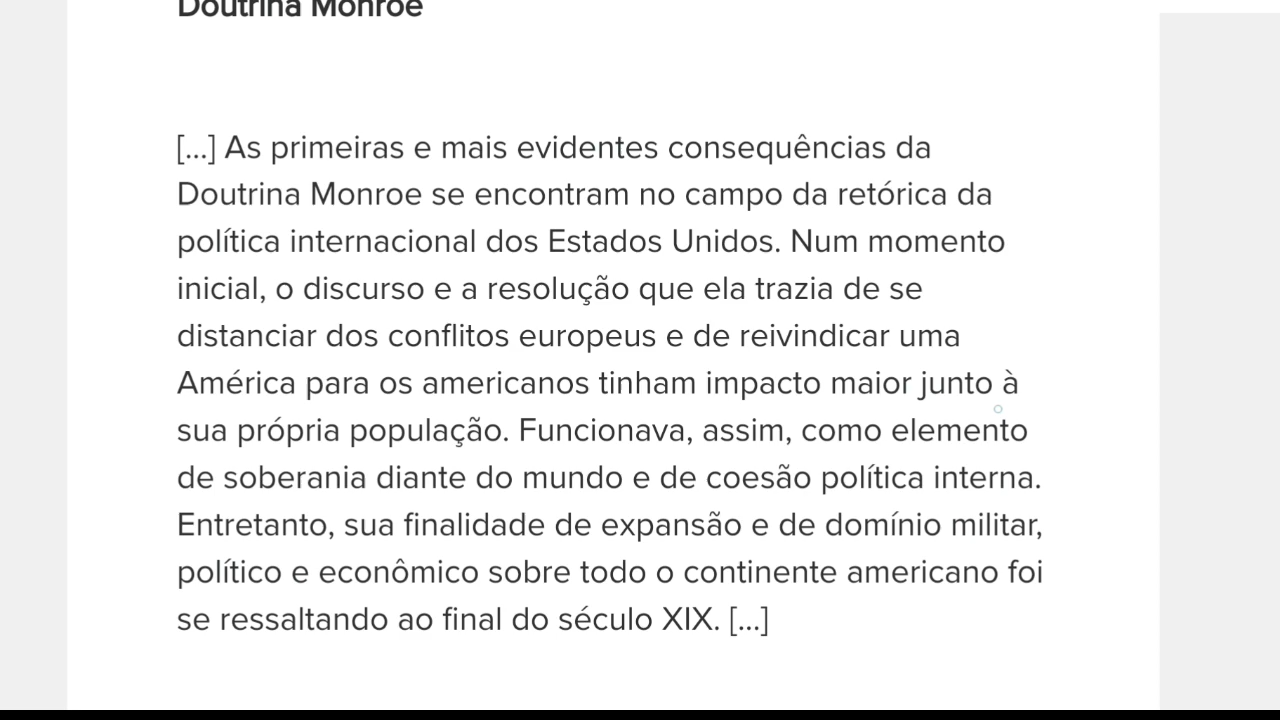 Doutrina Monroe
[...] As primeiras e mais evidentes consequências da
Doutrina Monroe se encontram no campo da retórica da
política internacional dos Estados Unidos. Num momento
inicial, o discurso e a resolução que ela trazia de se
distanciar dos conflitos europeus e de reivindicar uma
América para os americanos tinham impacto maior junto à
sua própria população. Funcionava, assim, como elemento
de soberania diante do mundo e de coesão política interna.
Entretanto, sua finalidade de expansão e de domínio militar,
político e econômico sobre todo o continente americano foi
se ressaltando ao final do século XIX. [...]